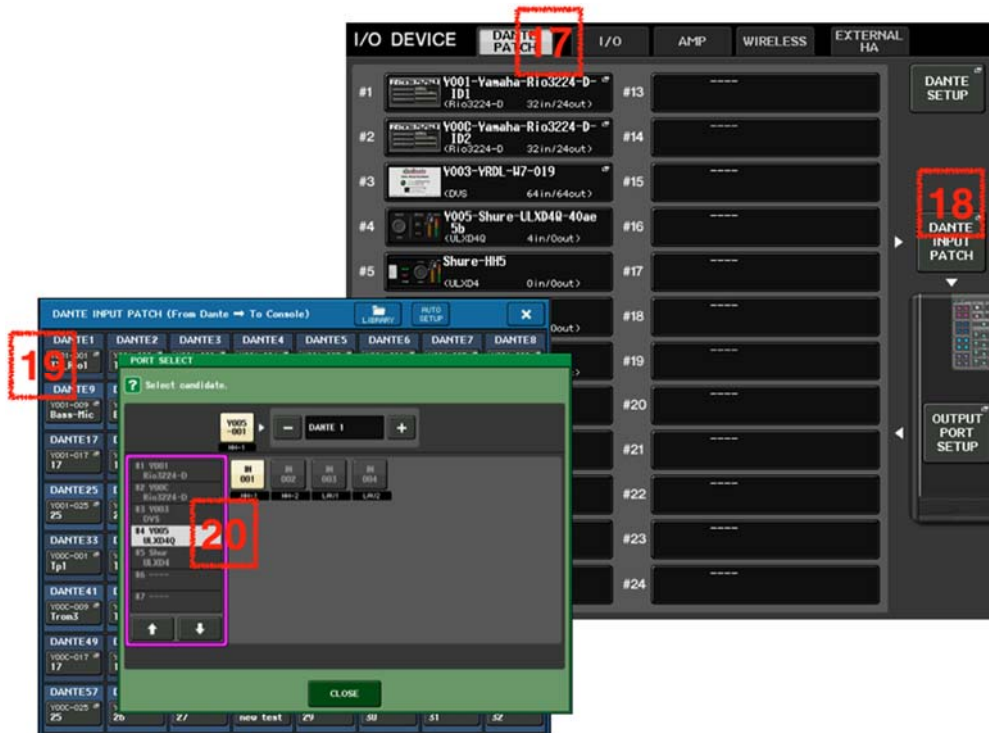 I/O DEVICE
17
I/O
AMP
WIRELESS
EXTERNAL
HA
#1
Y001-Yamaha-Rio3224-D-
ID1
(Rio3224-D 32in/24out)
#13
----
DANTE
SETUP
#2
Y00C-Yamaha-Rio3224-D-
ID2
(Rio3224-D 32in/24out)
#14
----
#3
Y003-VRDL-W7-019
(DVS 64in/64out)
#15
----
#4
Y005-Shure-ULXD4Q-40ae
5b
(ULXD4Q 4in/0out)
#16
----
18
DANTE
INPUT
PATCH
#5
Shure-HH5
(ULXD4 0in/0out)
#17
----
#18
----
#19
----
#20
----
#21
----
OUTPUT
PORT
SETUP
#22
----
#23
----
#24
----
DANTE INPUT PATCH (From Dante ➡ To Console)
LIBRARY
AUTO
SETUP
DANTE1
DANTE2
DANTE3
DANTE4
DANTE5
DANTE6
DANTE7
DANTE8
19
DANTE9
Y001-009
Bass-Mic
DANTE17
Y001-017
17
DANTE25
Y001-025
25
DANTE33
Y00C-001
Tp1
DANTE41
Y00C-009
Trom3
DANTE49
Y00C-017
17
DANTE57
Y00C-025
25
26
27
new test
29
30
31
32
PORT SELECT
? Select candidate.
Y005
-001
HH-1
− DANTE 1 +
#1 Y001
Rio3224-D
#2 Y00C
Rio3224-D
#3 Y003
DVS
#4 Y005
ULXD4Q
#5 Shur
ULXD4
#6 ----
#7 ----
20
IN
001
HH-1
IN
002
HH-2
IN
003
LAV1
IN
004
LAV2
CLOSE